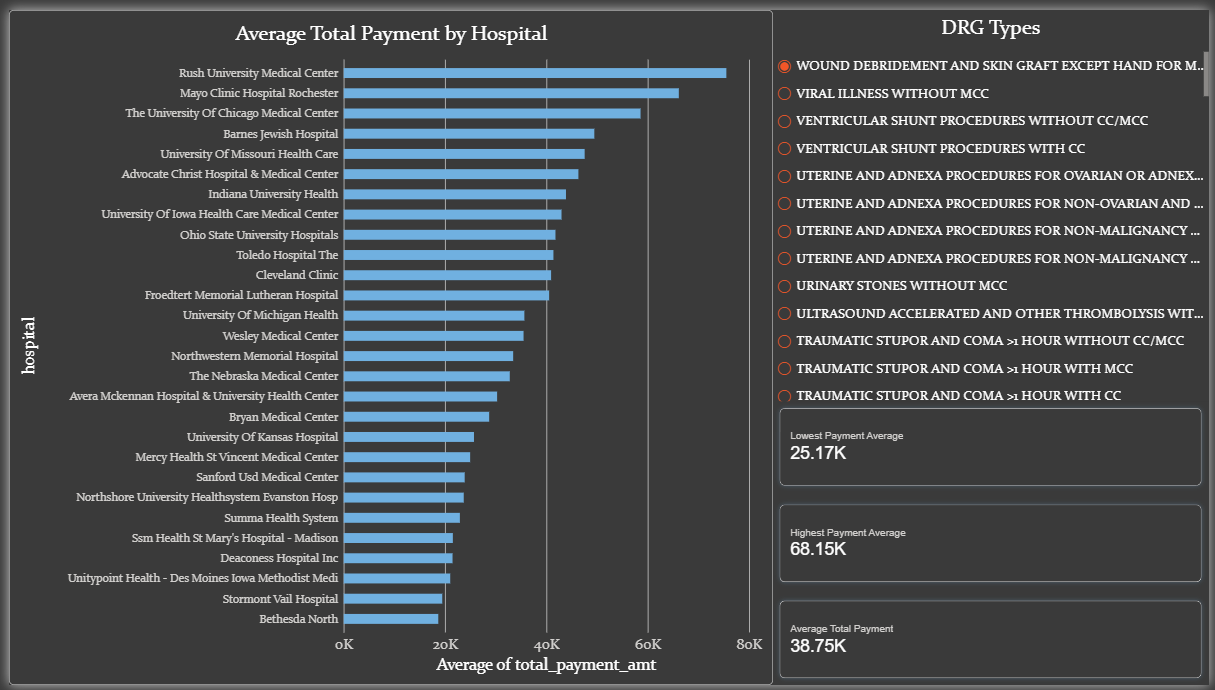 Average Total Payment by Hospital
Rush University Medical Center
Mayo Clinic Hospital Rochester
The University Of Chicago Medical Center
Barnes Jewish Hospital
University Of Missouri Health Care
Advocate Christ Hospital & Medical Center
Indiana University Health
University Of Iowa Health Care Medical Center
Ohio State University Hospitals
Toledo Hospital The
Cleveland Clinic
Froedtert Memorial Lutheran Hospital
University Of Michigan Health
Wesley Medical Center
Northwestern Memorial Hospital
The Nebraska Medical Center
Avera Mckennan Hospital & University Health Center
Bryan Medical Center
University Of Kansas Hospital
Mercy Health St Vincent Medical Center
Sanford Usd Medical Center
Northshore University Healthsystem Evanston Hosp
Summa Health System
Ssm Health St Mary's Hospital - Madison
Deaconess Hospital Inc
Unitypoint Health - Des Moines Iowa Methodist Medi
Stormont Vail Hospital
Bethesda North
hospital
0K 20K 40K 60K 80K
Average of total_payment_amt
DRG Types
WOUND DEBRIDEMENT AND SKIN GRAFT EXCEPT HAND FOR M...
VIRAL ILLNESS WITHOUT MCC
VENTRICULAR SHUNT PROCEDURES WITHOUT CC/MCC
VENTRICULAR SHUNT PROCEDURES WITH CC
UTERINE AND ADNEXA PROCEDURES FOR OVARIAN OR ADNEX...
UTERINE AND ADNEXA PROCEDURES FOR NON-OVARIAN AND ...
UTERINE AND ADNEXA PROCEDURES FOR NON-MALIGNANCY ...
UTERINE AND ADNEXA PROCEDURES FOR NON-MALIGNANCY ...
URINARY STONES WITHOUT MCC
ULTRASOUND ACCELERATED AND OTHER THROMBOLYSIS WIT...
TRAUMATIC STUPOR AND COMA >1 HOUR WITHOUT CC/MCC
TRAUMATIC STUPOR AND COMA >1 HOUR WITH MCC
TRAUMATIC STUPOR AND COMA >1 HOUR WITH CC
Lowest Payment Average
25.17K
Highest Payment Average
68.15K
Average Total Payment
38.75K